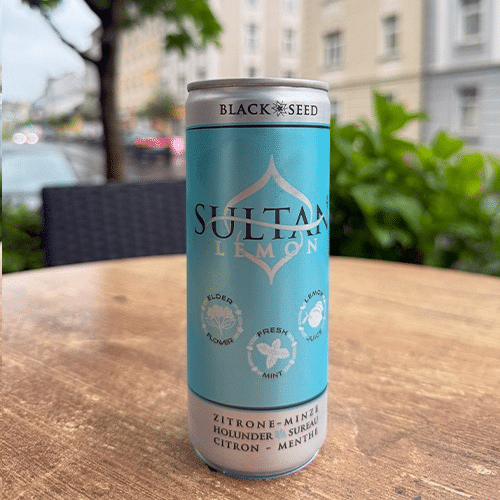 BLACK SEED
SULTAN
LEMON
ELDER
FLOWER
FRESH
MINT
LEMON
JUICE
ZITRONE-MINZE
HOLUNDER SUREAU
CITRON - MENTHE